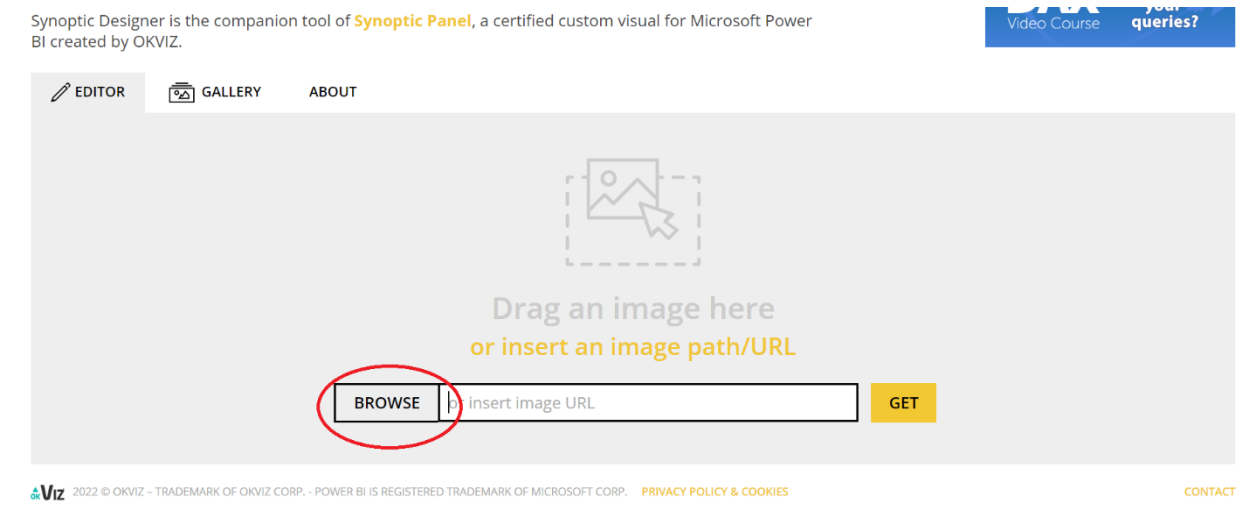 Synoptic Designer is the companion tool of Synoptic Panel, a certified custom visual for Microsoft Power
BI created by OKVIZ.
Video Course
queries?
EDITOR
GALLERY
ABOUT
Drag an image here
or insert an image path/URL
BROWSE
or insert image URL
GET
OKVIZ 2022 © OKVIZ – TRADEMARK OF OKVIZ CORP. - POWER BI IS REGISTERED TRADEMARK OF MICROSOFT CORP. PRIVACY POLICY & COOKIES
CONTACT